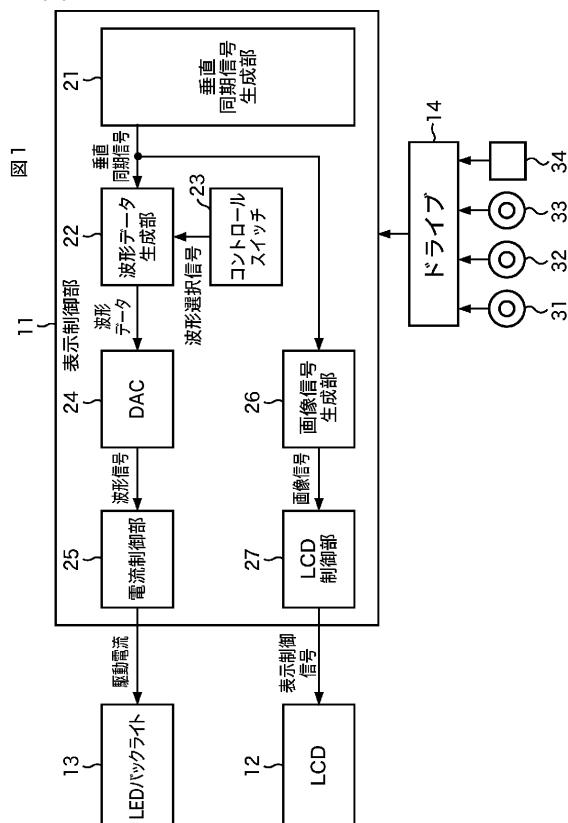 図1
11
表示制御部
21
垂直
同期信号
生成部
垂直
同期信号
22
波形データ
生成部
23
コントロール
スイッチ
波形選択信号
波形
データ
24
DAC
波形信号
25
電流制御部
駆動電流
13
LEDバックライト
26
画像信号
生成部
画像信号
27
LCD
制御部
表示制御
信号
12
LCD
14
ドライブ
31
32
33
34